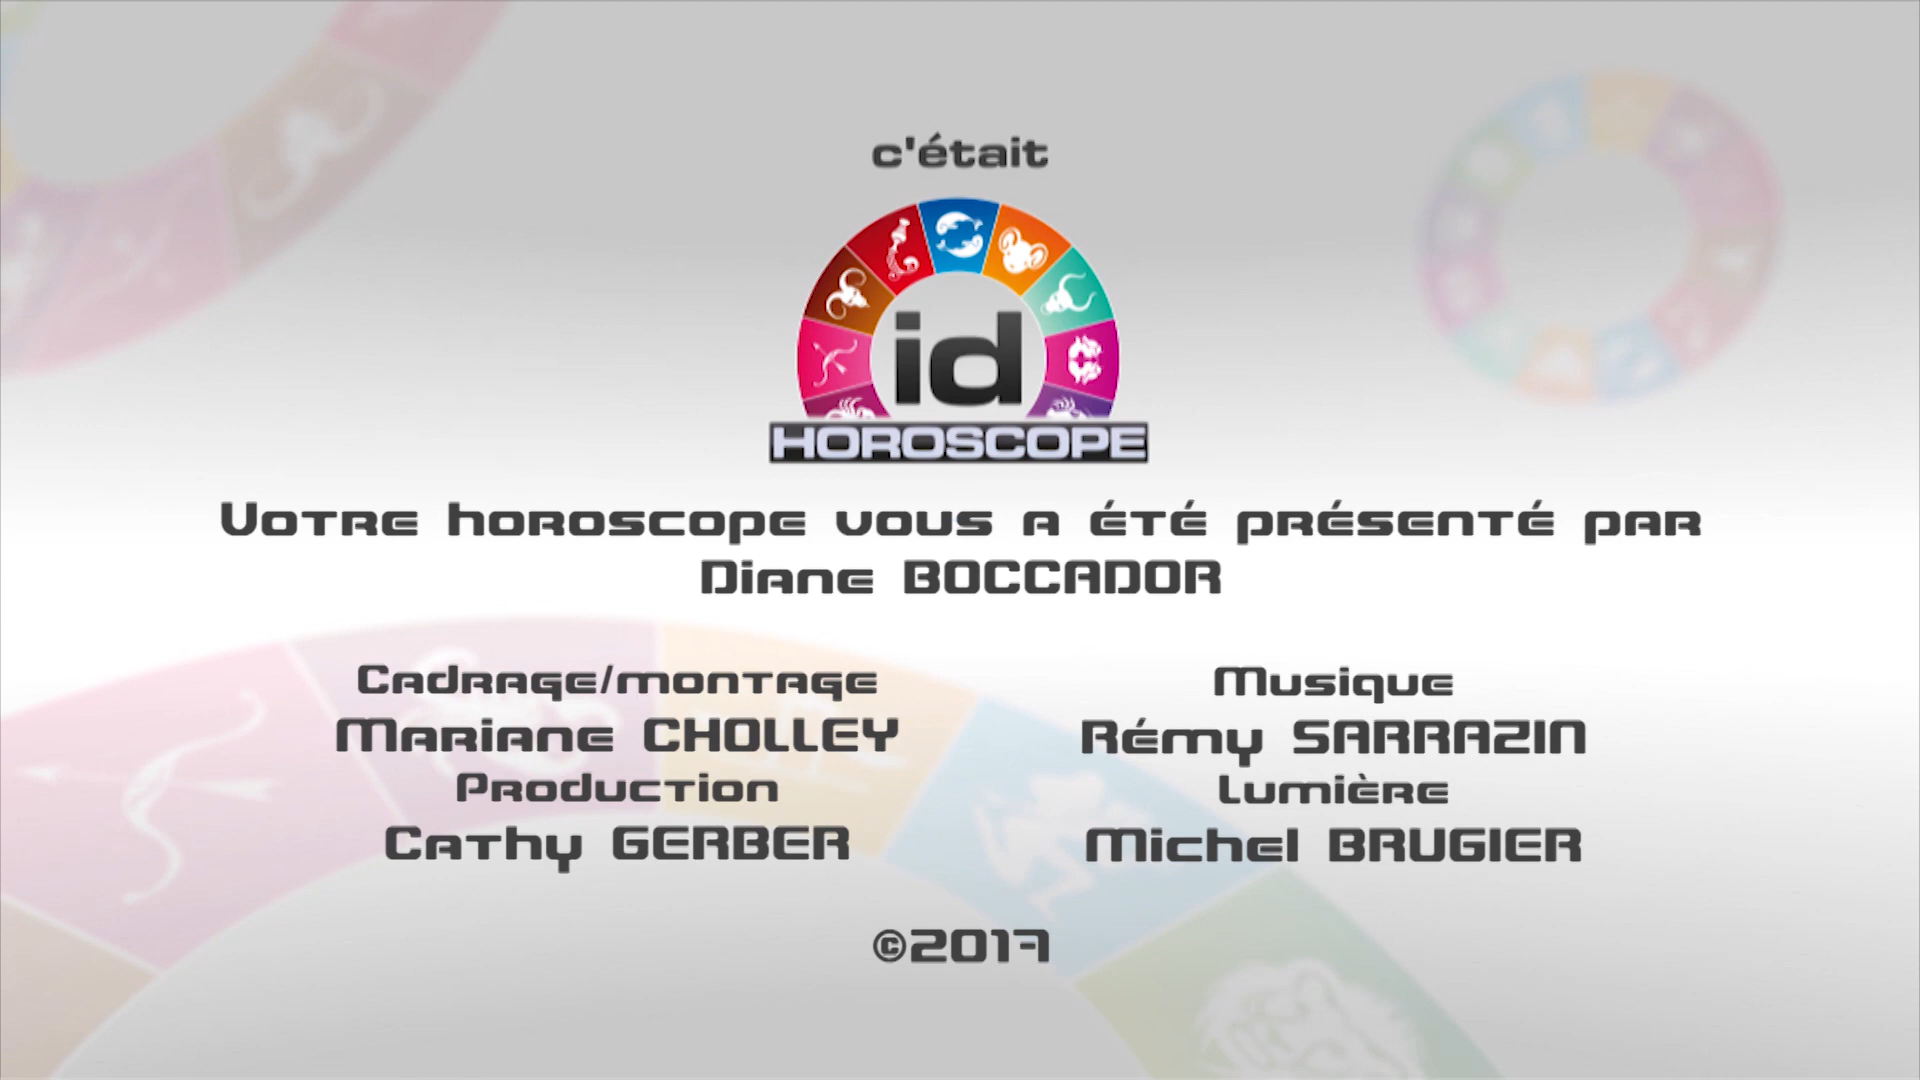 c'était
id
HOROSCOPE
Votre horoscope vous a été présenté par
Diane BOCCADOR
Cadrage/montage
Mariane CHOLLEY
Production
Cathy GERBER
Musique
Rémy SARRAZIN
Lumière
Michel BRUGIER
©2017